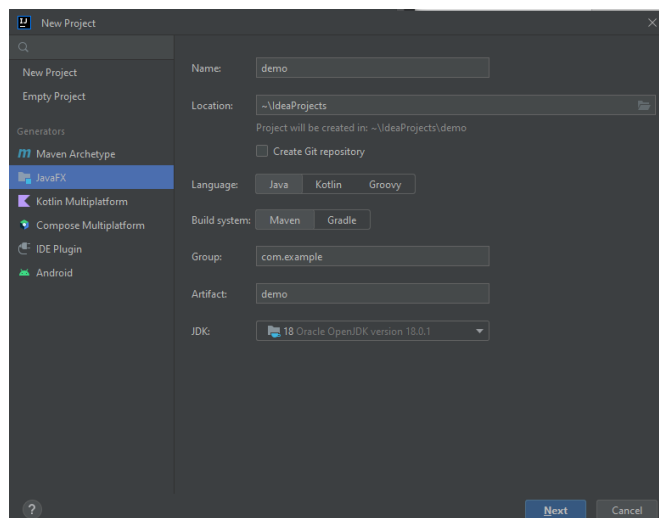 New Project
New Project
Empty Project
Generators
Maven Archetype
JavaFX
Kotlin Multiplatform
Compose Multiplatform
IDE Plugin
Android
Name: demo
Location: ~\IdeaProjects
Project will be created in: ~\IdeaProjects\demo
Create Git repository
Language: Java Kotlin Groovy
Build system: Maven Gradle
Group: com.example
Artifact: demo
JDK: 18 Oracle OpenJDK version 18.0.1
? Next Cancel